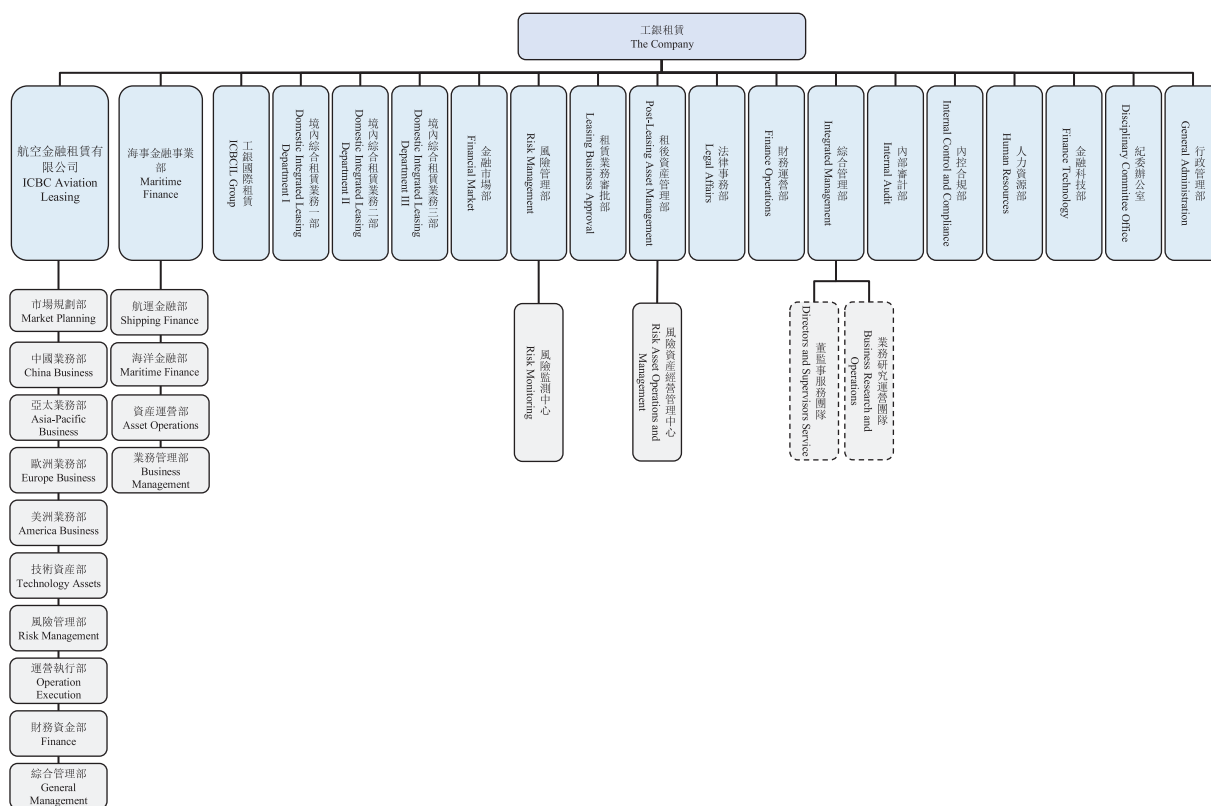 工銀租賃
The Company
航空金融租賃有
限公司
ICBC Aviation
Leasing
海事金融事業
部
Maritime
Finance
工銀國際租賃
ICBCIL Group
境內綜合租賃業務一部
Domestic Integrated Leasing
Department I
境內綜合租賃業務二部
Domestic Integrated Leasing
Department II
境內綜合租賃業務三部
Domestic Integrated Leasing
Department III
金融市場部
Financial Market
風險管理部
Risk Management
租賃業務審批部
Leasing Business Approval
租後資產管理部
Post-Leasing Asset Management
法律事務部
Legal Affairs
財務運營部
Finance Operations
綜合管理部
Integrated Management
內部審計部
Internal Audit
內控合規部
Internal Control and Compliance
人力資源部
Human Resources
金融科技部
Finance Technology
紀委辦公室
Disciplinary Committee Office
行政管理部
General Administration
市場規劃部
Market Planning
中國業務部
China Business
亞太業務部
Asia-Pacific
Business
歐洲業務部
Europe Business
美洲業務部
America Business
技術資産部
Technology Assets
風險管理部
Risk Management
運營執行部
Operation
Execution
財務資金部
Finance
綜合管理部
General
Management
航運金融部
Shipping Finance
海洋金融部
Maritime Finance
資産運營部
Asset Operations
業務管理部
Business
Management
風險監測中心
Risk Monitoring
風險資産經營管理中心
Risk Asset Operations and
Management
董監事服務團隊
Directors and Supervisors Service
業務研究運營團隊
Business Research and
Operations